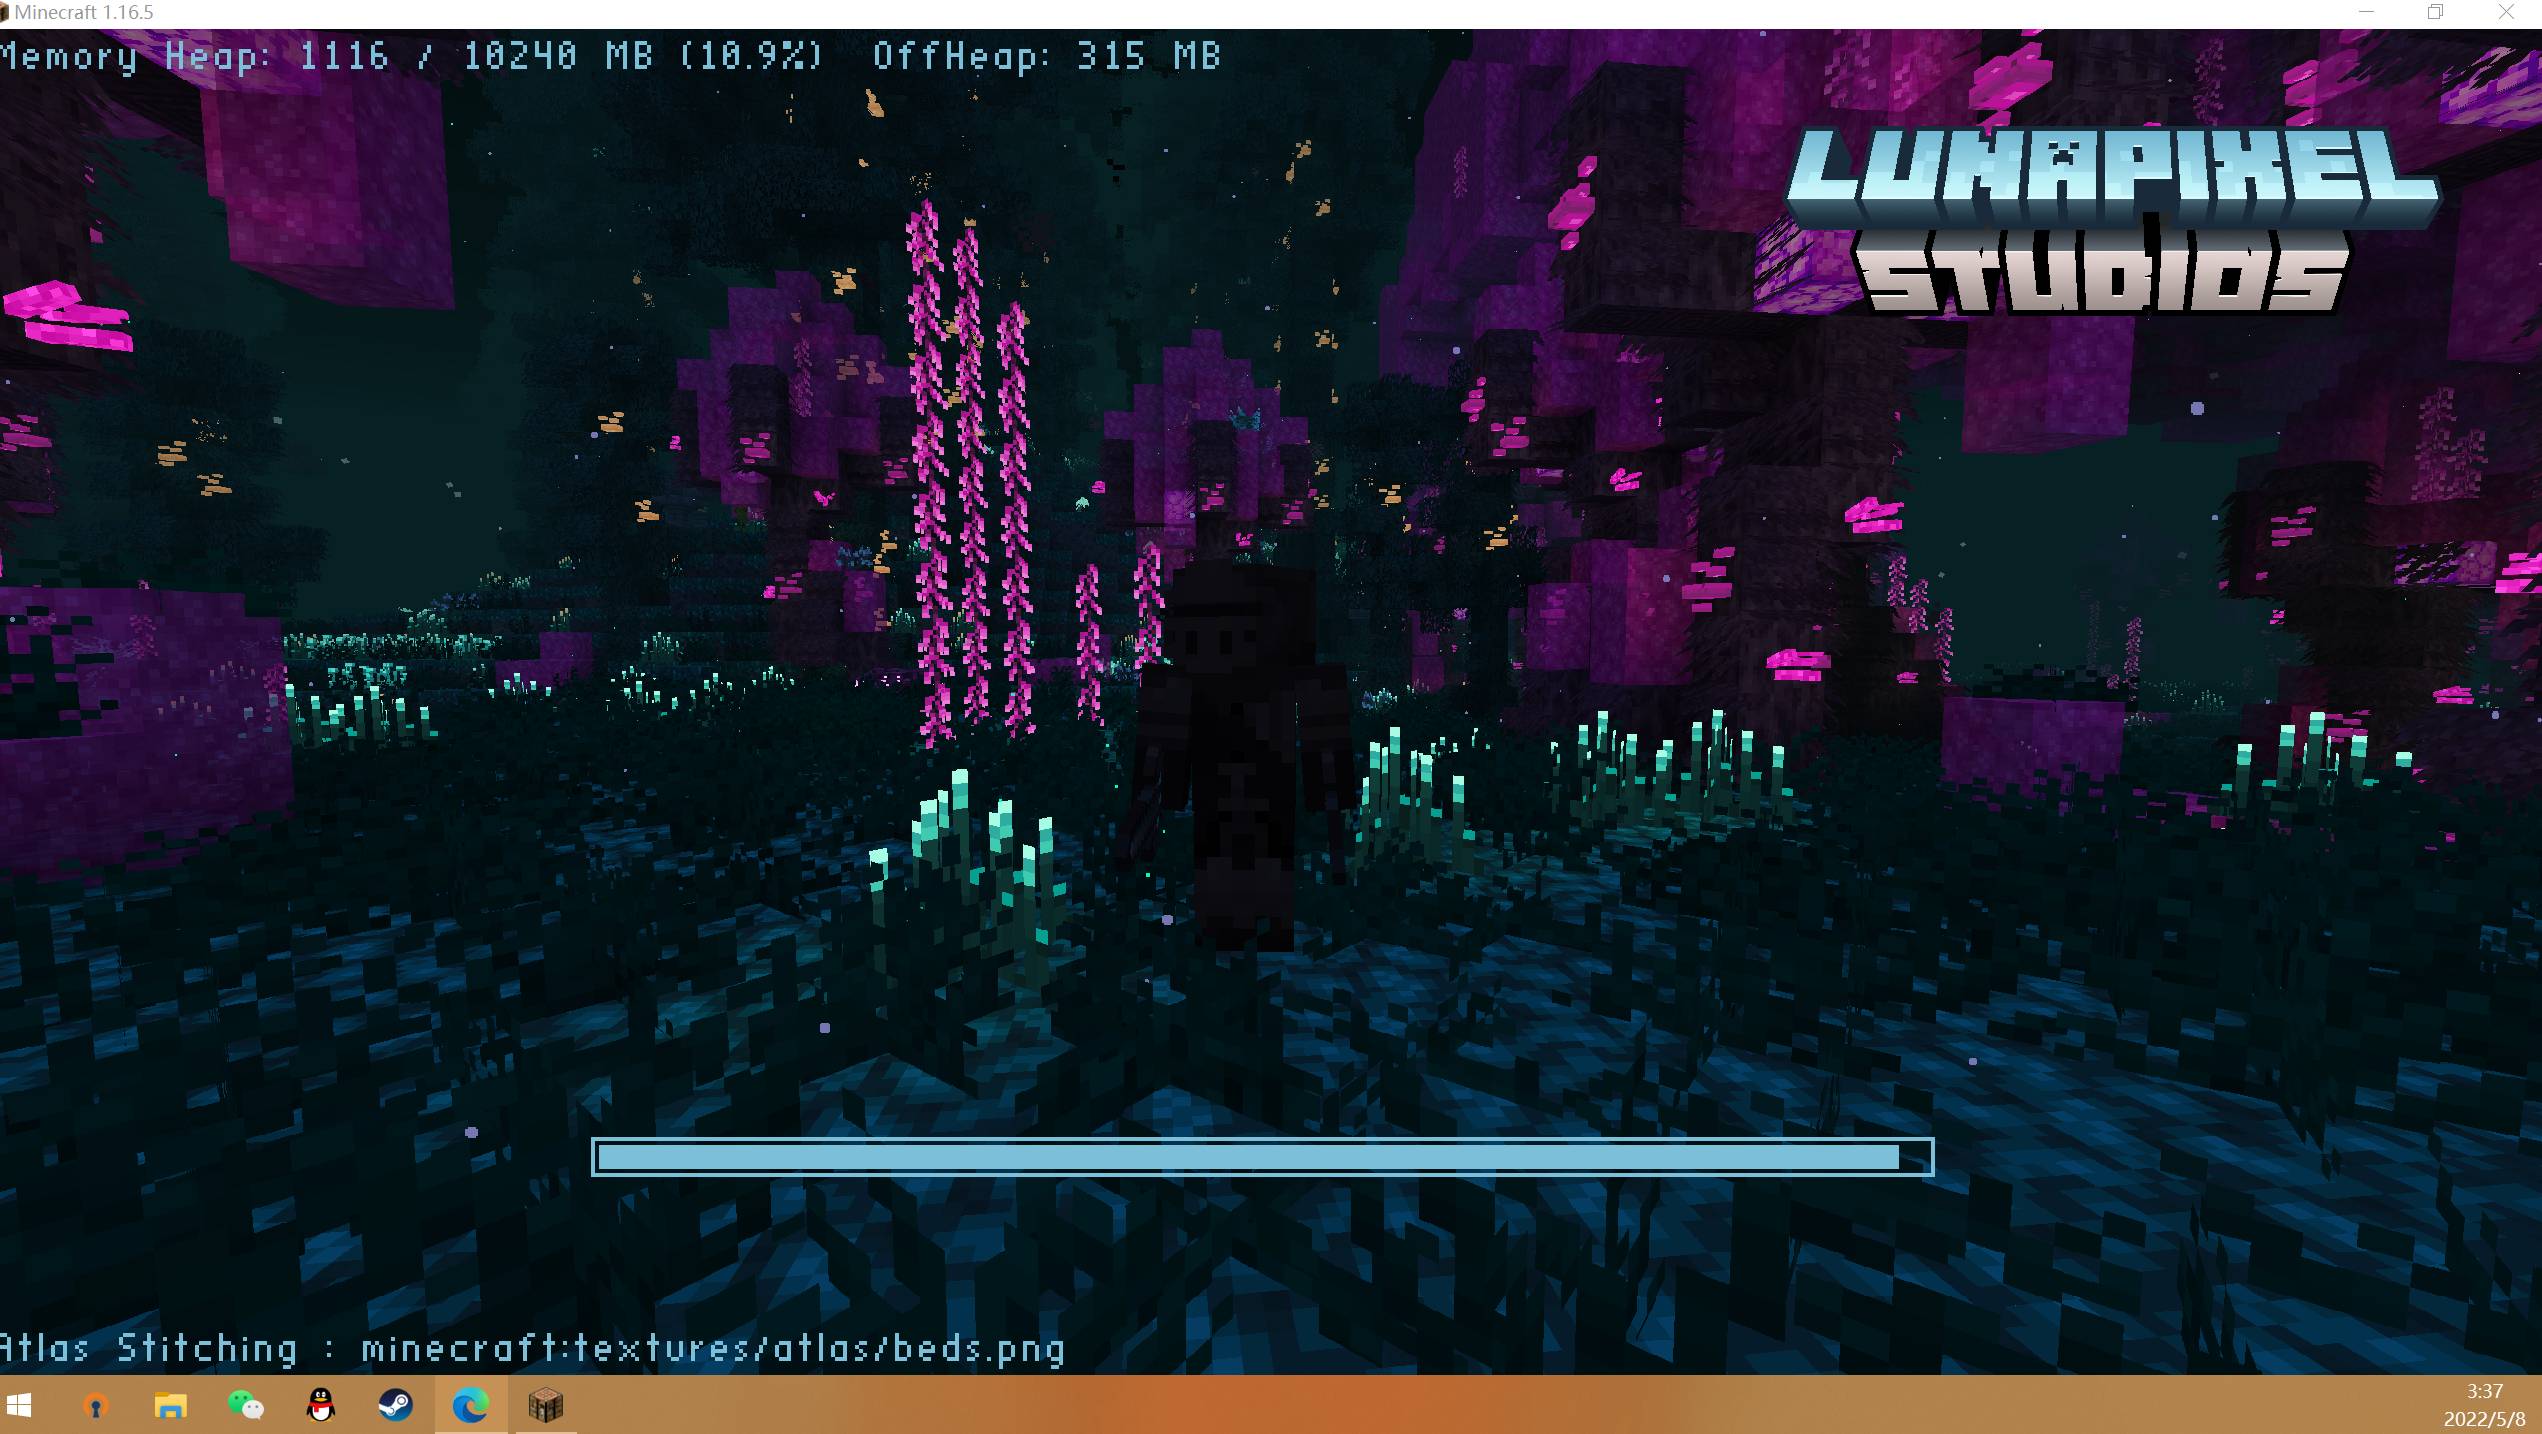 Minecraft 1.16.5
Memory Heap: 1116 / 10240 MB (10.9%)  OffHeap: 315 MB
LUNAPIXEL
STUDIOS
Atlas Stitching : minecraft:textures/atlas/beds.png
3:37
2022/5/8